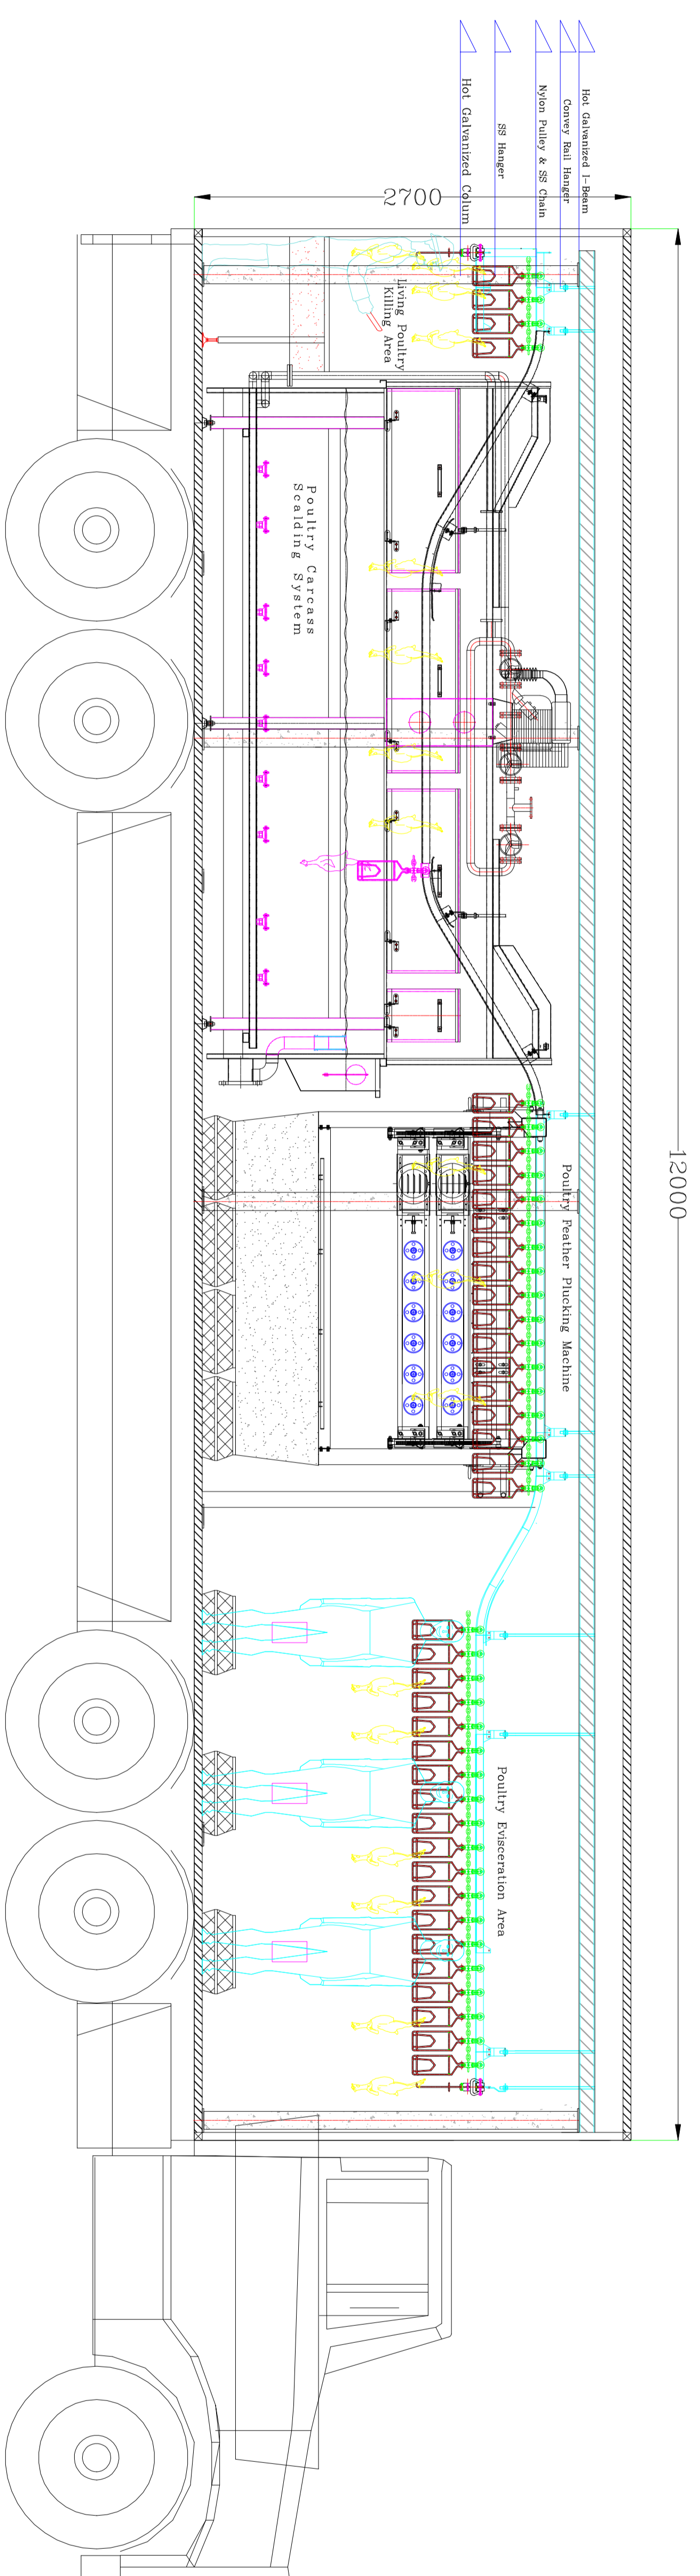 Hot Galvanized I-Beam
Convey Rail Hanger
Nylon Pulley & SS Chain
SS Hanger
Hot Galvanized Colum
2700
12000
Living Poultry
Killing Area
Poultry Carcass
Scalding System
Poultry Feather Plucking Machine
Poultry Evisceration Area